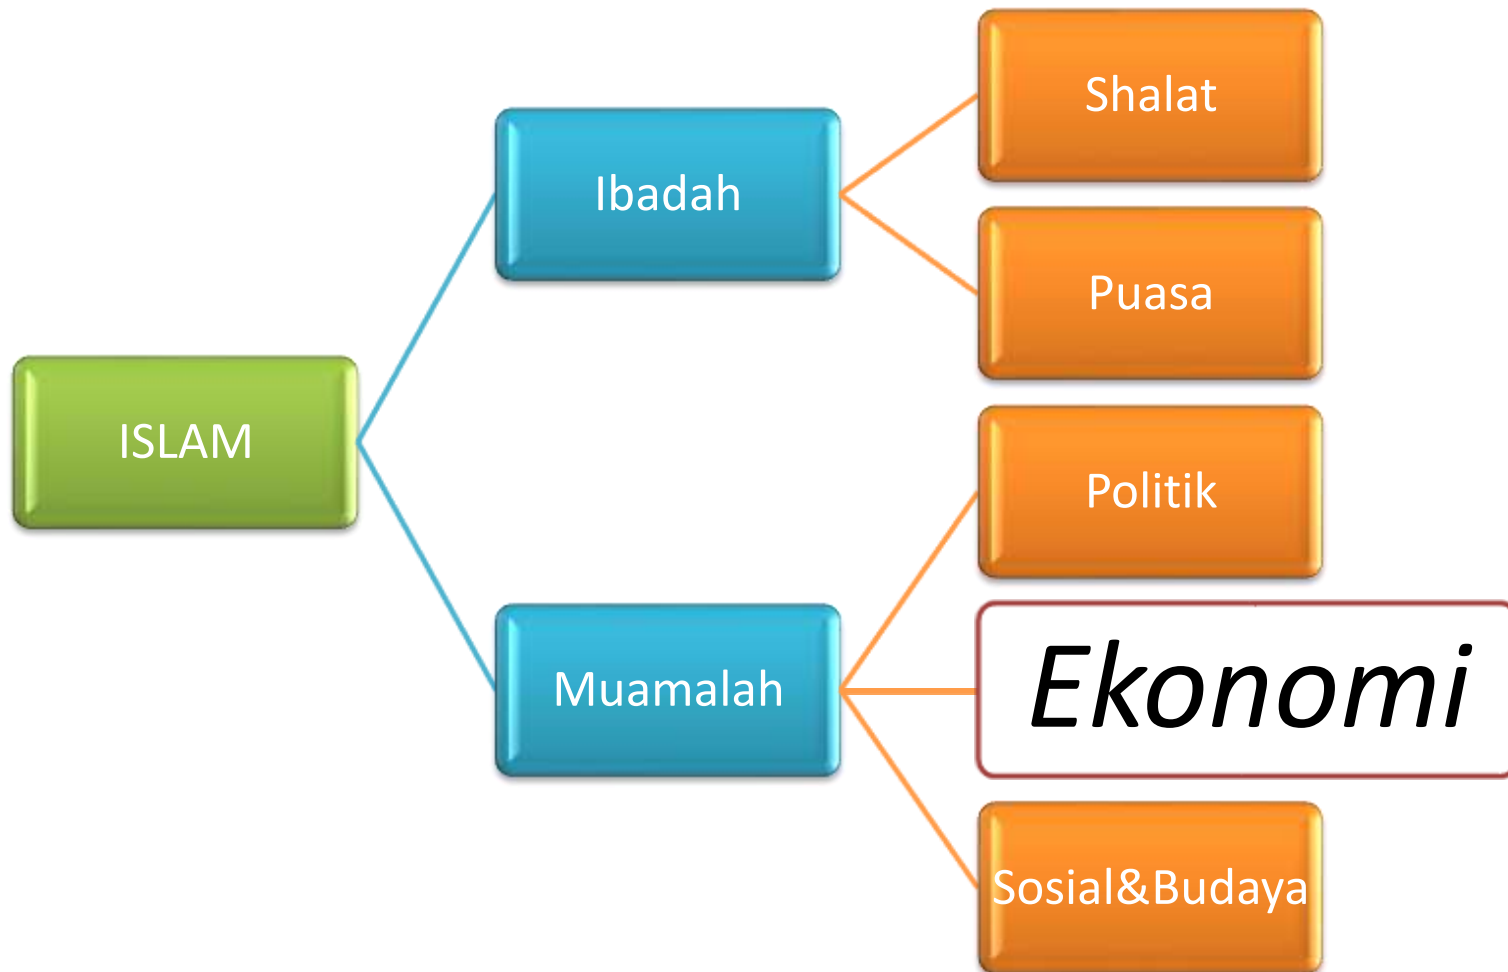 ISLAM
Ibadah
Shalat
Puasa
Muamalah
Politik
Ekonomi
Sosial&Budaya